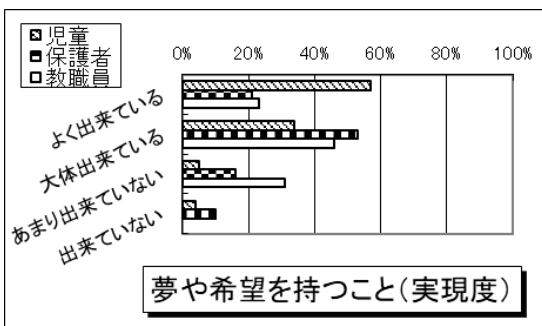 児童
保護者
教職員
0% 20% 40% 60% 80% 100%
よく出来ている
大体出来ている
あまり出来ていない
出来ていない
夢や希望を持つこと(実現度)